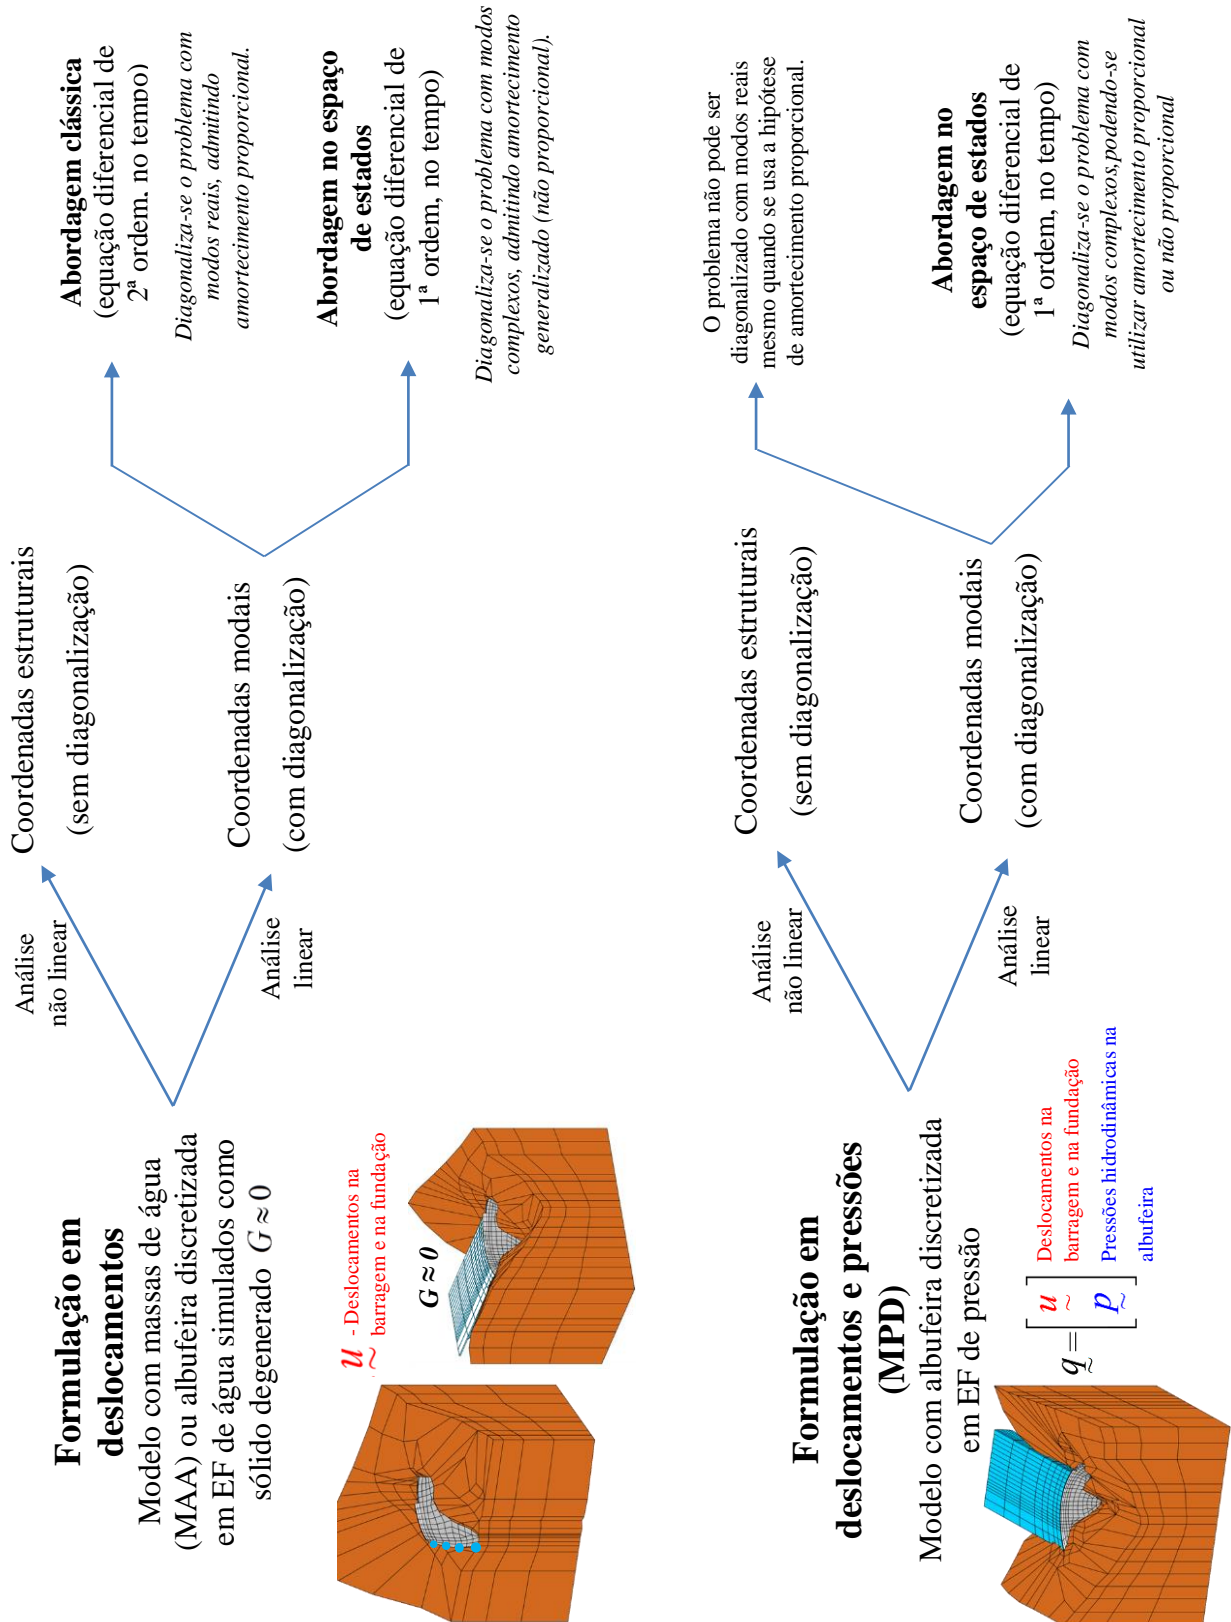 Formulação em
deslocamentos
Modelo com massas de água
(MAA) ou albufeira discretizada
em EF de água simulados como
sólido degenerado G ≈ 0
u - Deslocamentos na
barragem e na fundação
G ≈ 0
Análise
não linear
Análise
linear
Coordenadas estruturais
(sem diagonalização)
Coordenadas modais
(com diagonalização)
Abordagem clássica
(equação diferencial de
2ª ordem, no tempo)
Diagonaliza-se o problema com
modos reais, admitindo
amortecimento proporcional.
Abordagem no espaço
de estados
(equação diferencial de
1ª ordem, no tempo)
Diagonaliza-se o problema com modos
complexos, admitindo amortecimento
generalizado (não proporcional).
Formulação em
deslocamentos e pressões
(MPD)
Modelo com albufeira discretizada
em EF de pressão
q = [ u
p ]
Deslocamentos na
barragem e na fundação
Pressões hidrodinâmicas na
albufeira
Análise
não linear
Análise
linear
Coordenadas estruturais
(sem diagonalização)
Coordenadas modais
(com diagonalização)
O problema não pode ser
diagonalizado com modos reais
mesmo quando se usa a hipótese
de amortecimento proporcional.
Abordagem no
espaço de estados
(equação diferencial de
1ª ordem, no tempo)
Diagonaliza-se o problema com
modos complexos,podendo-se
utilizar amortecimento proporcional
ou não proporcional